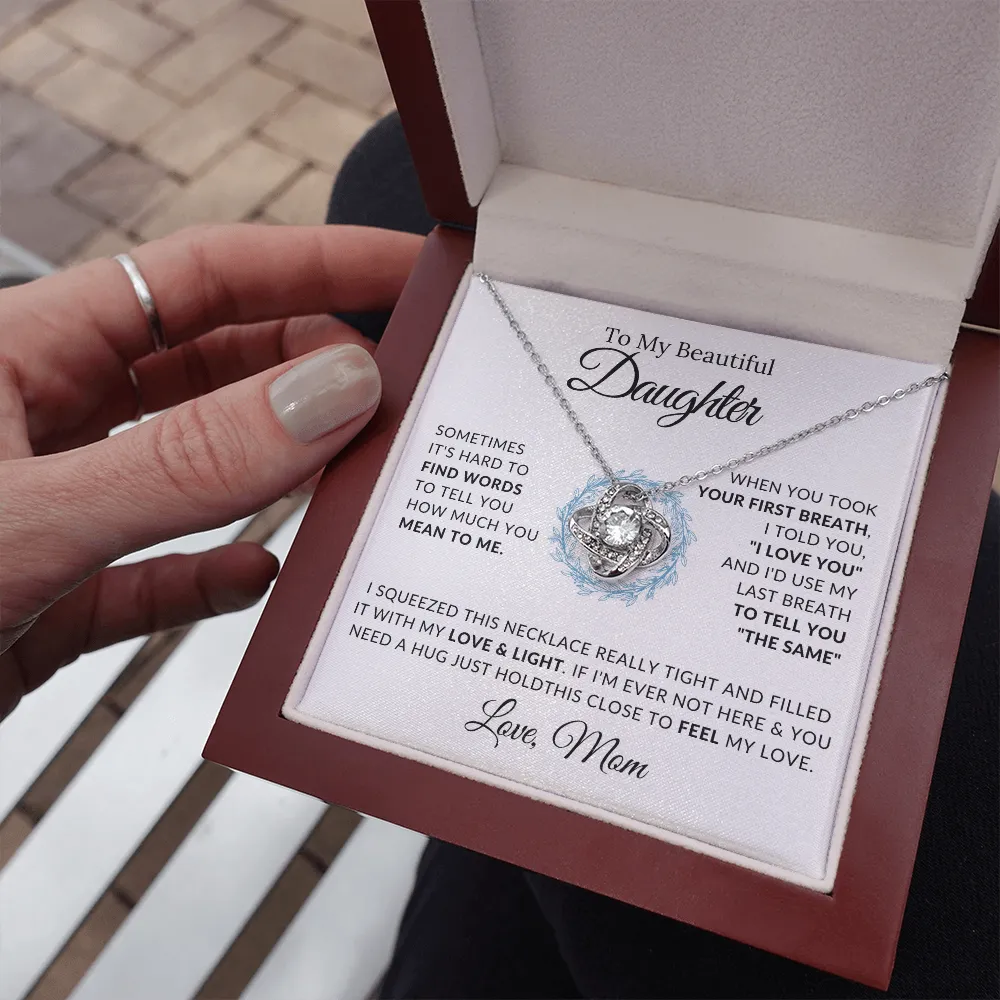 To My Beautiful
Daughter
SOMETIMES
IT'S HARD TO
FIND WORDS
TO TELL YOU
HOW MUCH YOU
MEAN TO ME.
WHEN YOU TOOK
YOUR FIRST BREATH,
I TOLD YOU,
"I LOVE YOU"
AND I'D USE MY
LAST BREATH
TO TELL YOU
"THE SAME"
I SQUEEZED THIS NECKLACE REALLY TIGHT AND FILLED
IT WITH MY LOVE & LIGHT. IF I'M EVER NOT HERE & YOU
NEED A HUG JUST HOLDTHIS CLOSE TO FEEL MY LOVE.
Love, Mom